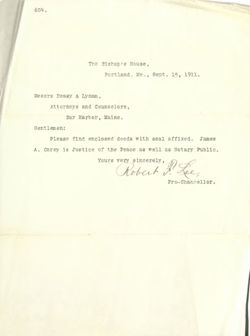 604.
The Bishop's House,
Portland. Me., Sept. 15, 1911.
Messrs Deasy & Lynam,
Attorneys and Counselors,
Bar Harbor, Maine.
Gentlemen:
Please find enclosed deeds with seal affixed. James
A. Carey is Justice of the Peace as well as Notary Public.
Yours very sincerely,
Robert P. Lee,
Pro-Chancellor.